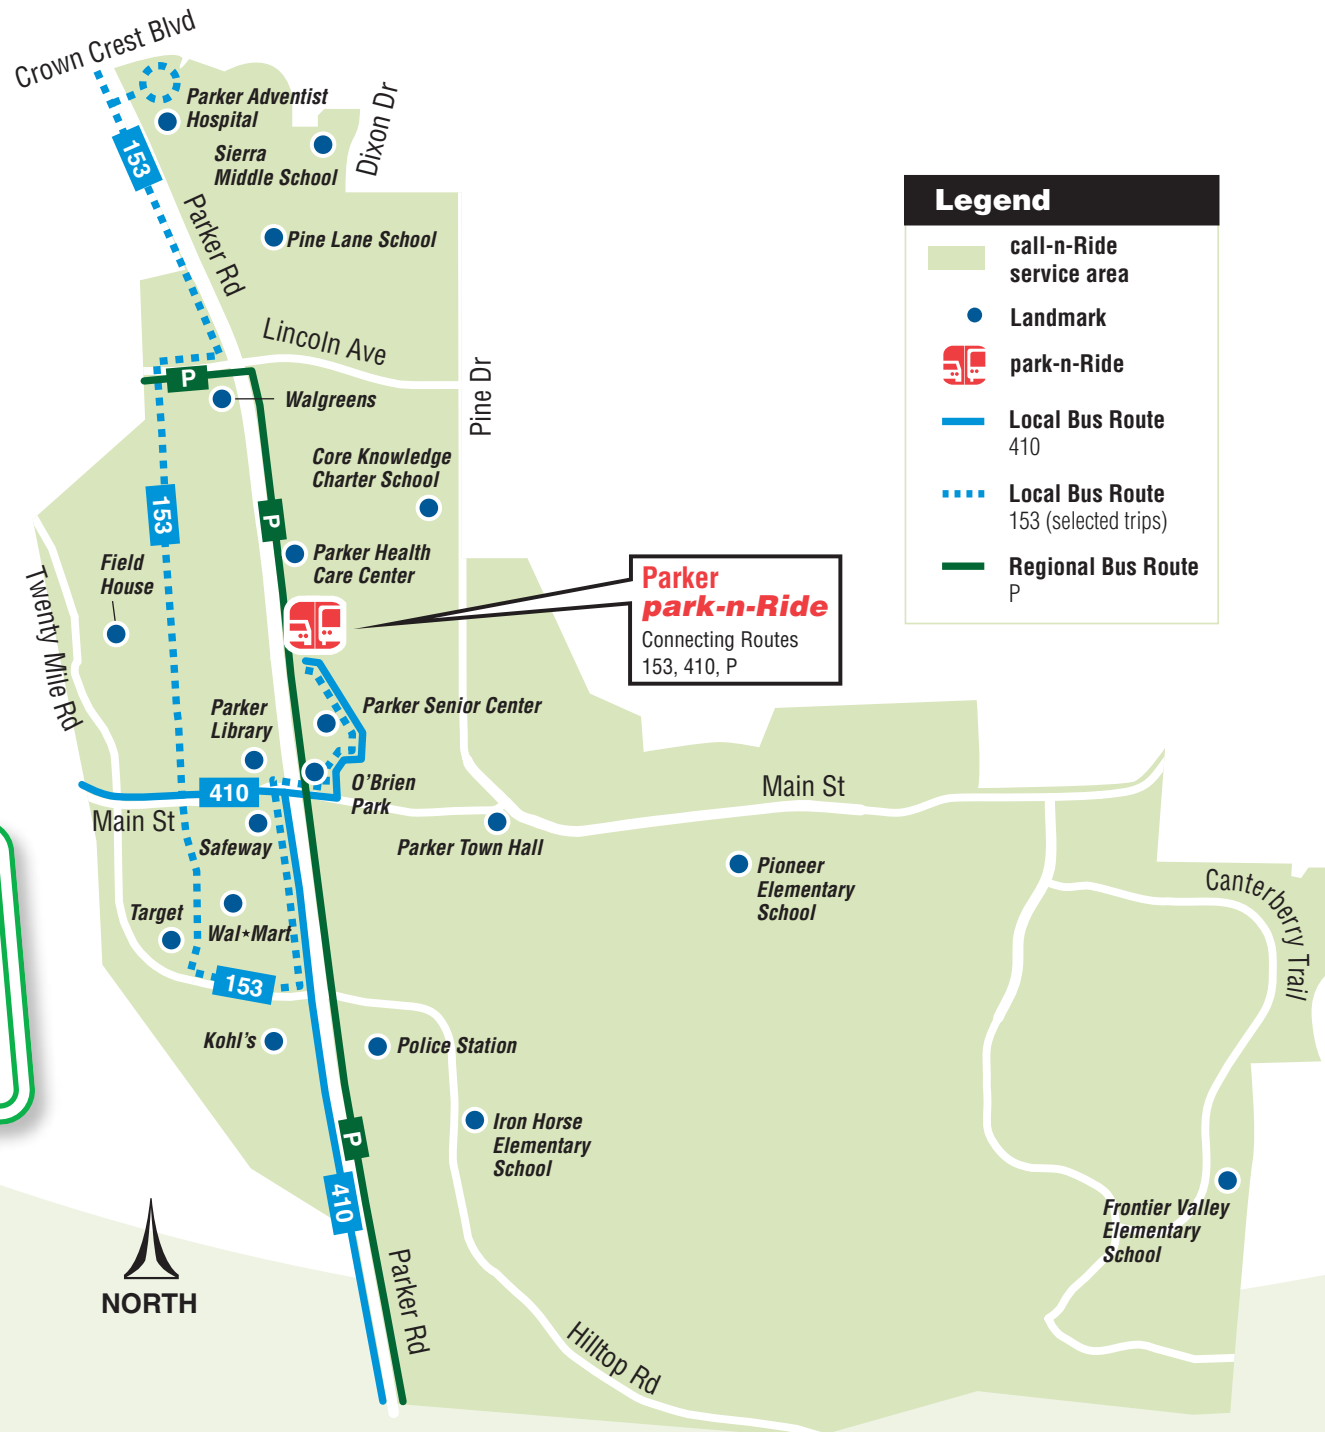 Crown Crest Blvd
Parker Adventist
Hospital
Dixon Dr
153
Sierra
Middle School
Parker Rd
Pine Lane School
Legend
call-n-Ride
service area
Landmark
park-n-Ride
Local Bus Route
410
Local Bus Route
153 (selected trips)
Regional Bus Route
P
Lincoln Ave
P
Walgreens
Pine Dr
Core Knowledge
Charter School
153
P
Parker Health
Care Center
Field
House
Twenty Mile Rd
Parker
park-n-Ride
Connecting Routes
153, 410, P
Parker Senior Center
Parker
Library
O'Brien
Park
410
Main St
Main St
Safeway
Parker Town Hall
Pioneer
Elementary
School
Canterberry Trail
Target
Wal★Mart
153
Kohl's
Police Station
Iron Horse
Elementary
School
P
410
Frontier Valley
Elementary
School
NORTH
Parker Rd
Hilltop Rd